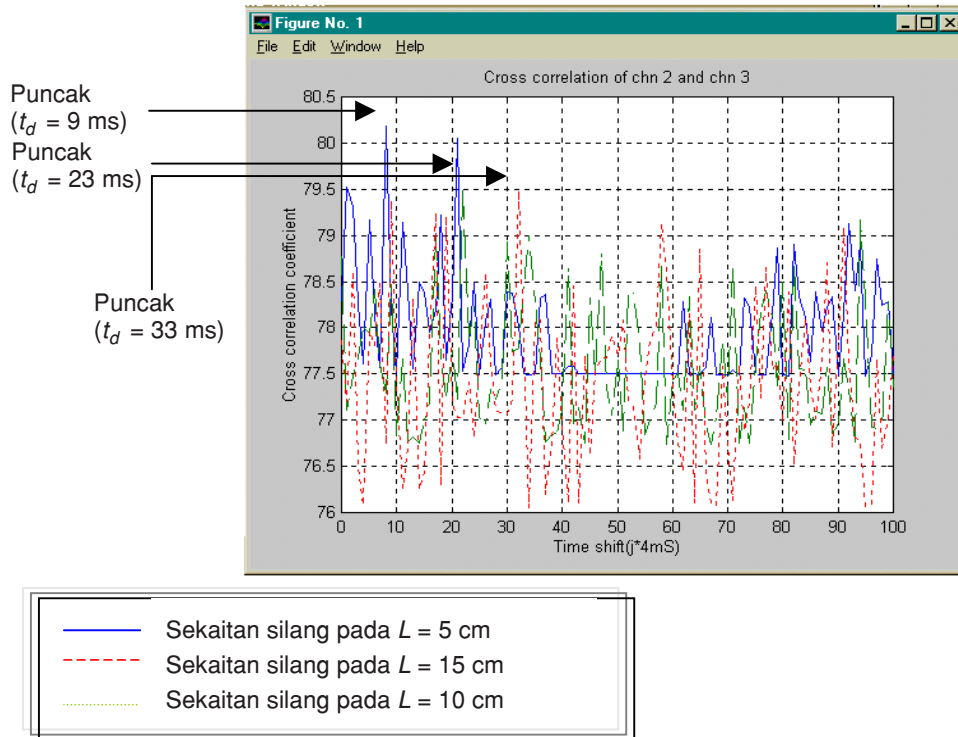 Figure No. 1
File Edit Window Help
Cross correlation of chn 2 and chn 3
Puncak
(td = 9 ms)
Puncak
(td = 23 ms)
Puncak
(td = 33 ms)
Cross correlation coefficient
80.5
80
79.5
79
78.5
78
77.5
77
76.5
76
0 10 20 30 40 50 60 70 80 90 100
Time shift(j*4mS)
Sekaitan silang pada L = 5 cm
Sekaitan silang pada L = 15 cm
Sekaitan silang pada L = 10 cm